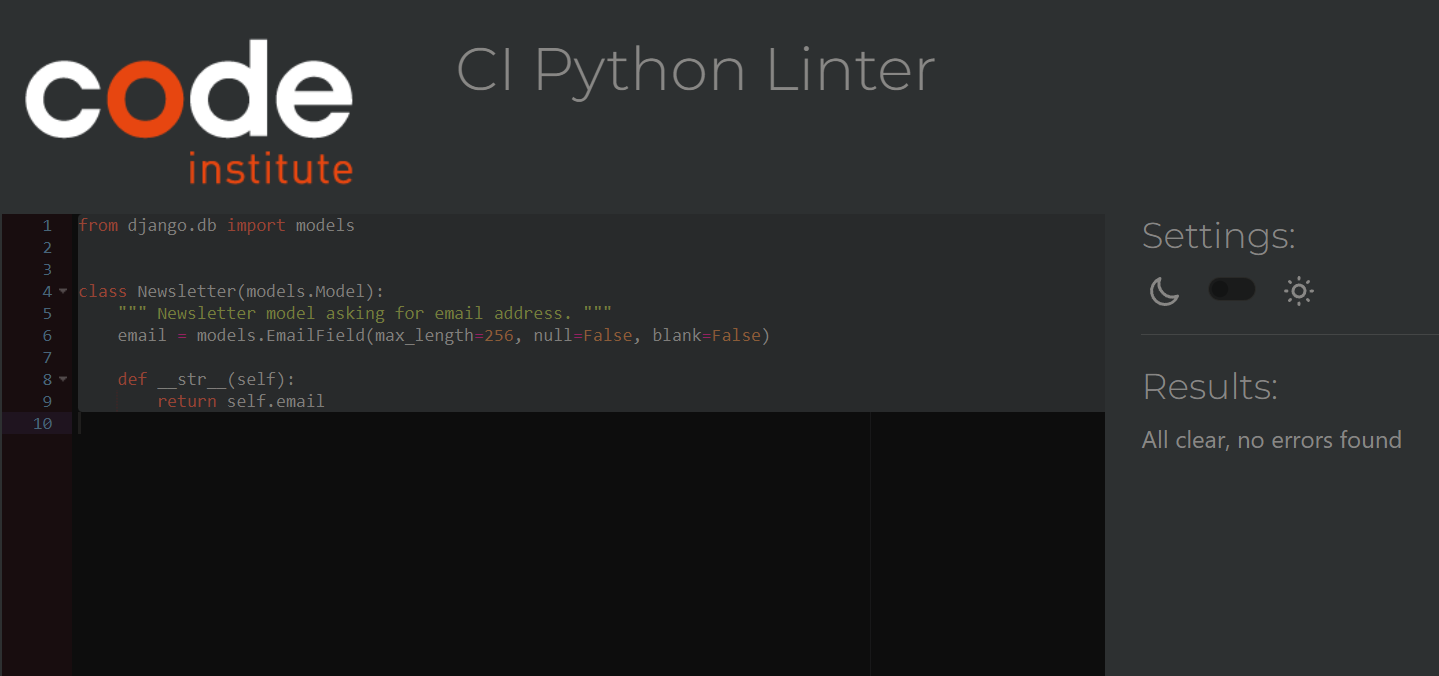 code
institute
CI Python Linter
1 from django.db import models
2
3
4 class Newsletter(models.Model):
5     """ Newsletter model asking for email address. """
6     email = models.EmailField(max_length=256, null=False, blank=False)
7
8     def __str__(self):
9         return self.email
10
Settings:
Results:
All clear, no errors found